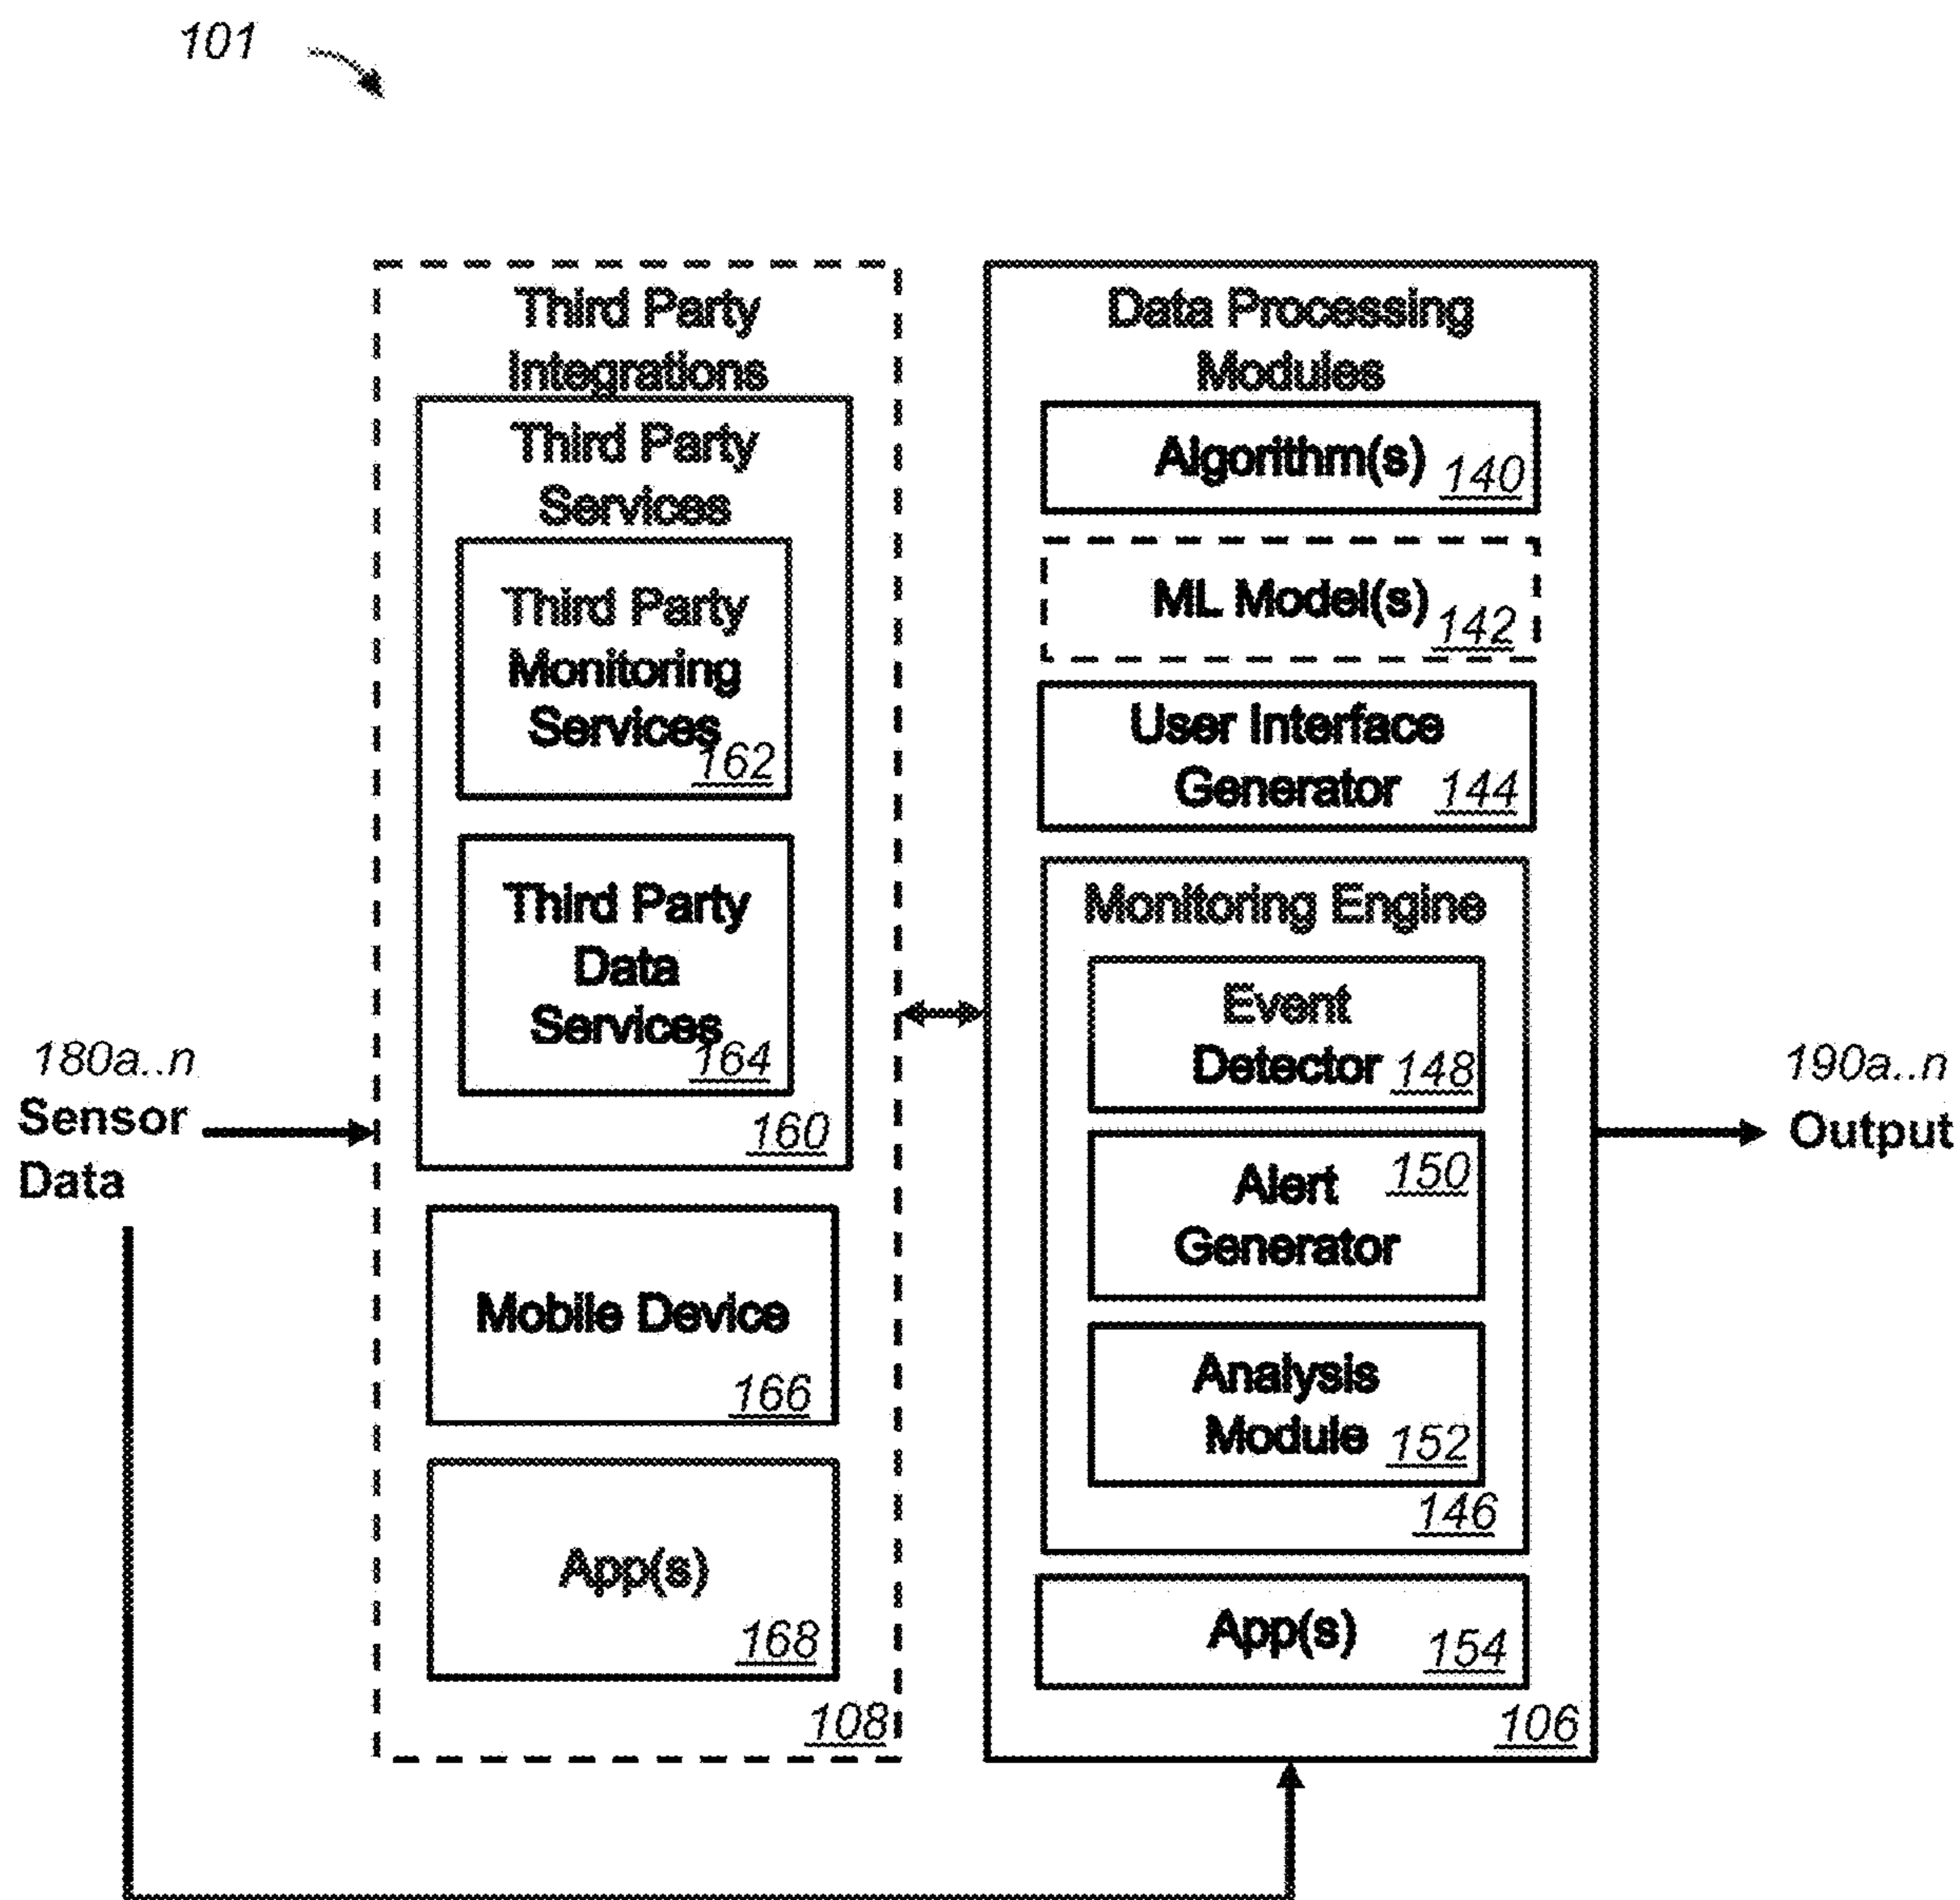 101
Third Party
Integrations
Third Party
Services
Third Party
Monitoring
Services
162
Third Party
Data
Services
164
160
Mobile Device
166
App(s)
168
108
Data Processing
Modules
Algorithm(s) 140
ML Model(s) 142
User Interface
Generator 144
Monitoring Engine
Event
Detector 148
Alert 150
Generator
Analysis
Module 152
146
App(s) 154
106
180a..n
Sensor
Data
190a..n
Output